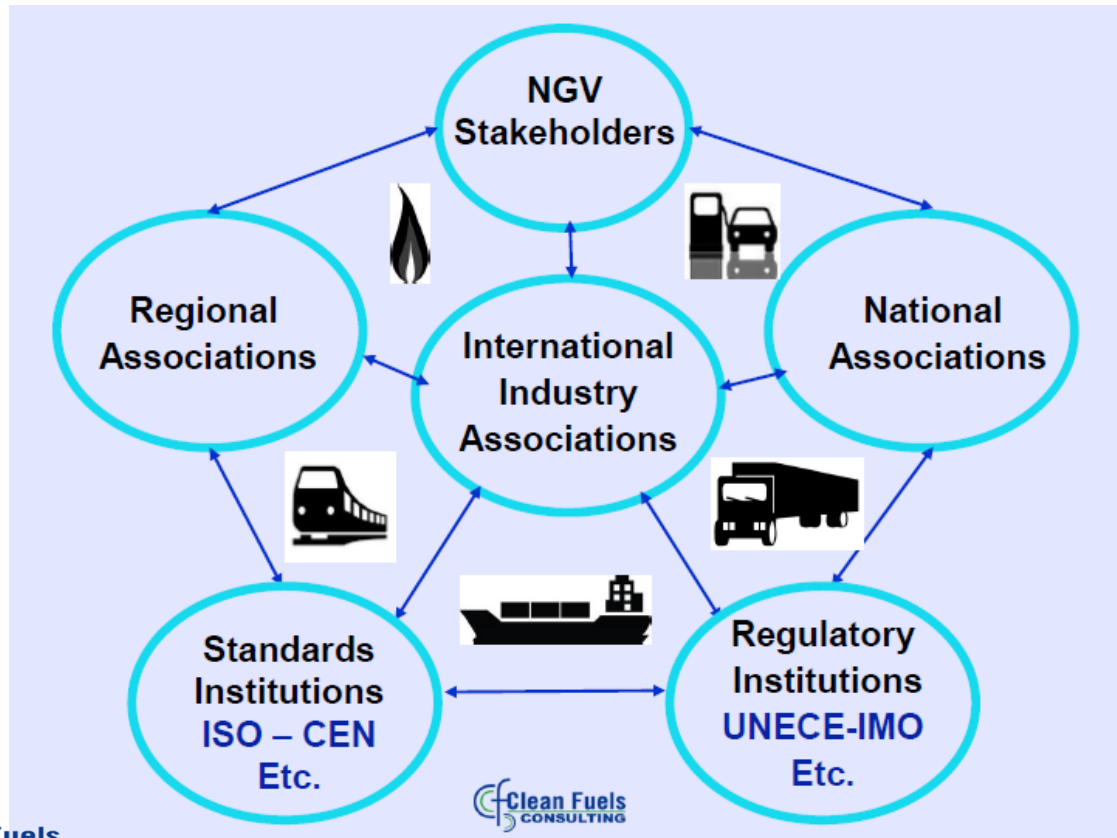 NGV
Stakeholders
Regional
Associations
International
Industry
Associations
National
Associations
Standards
Institutions
ISO – CEN
Etc.
Regulatory
Institutions
UNECE-IMO
Etc.
Clean Fuels
CONSULTING
Fuels